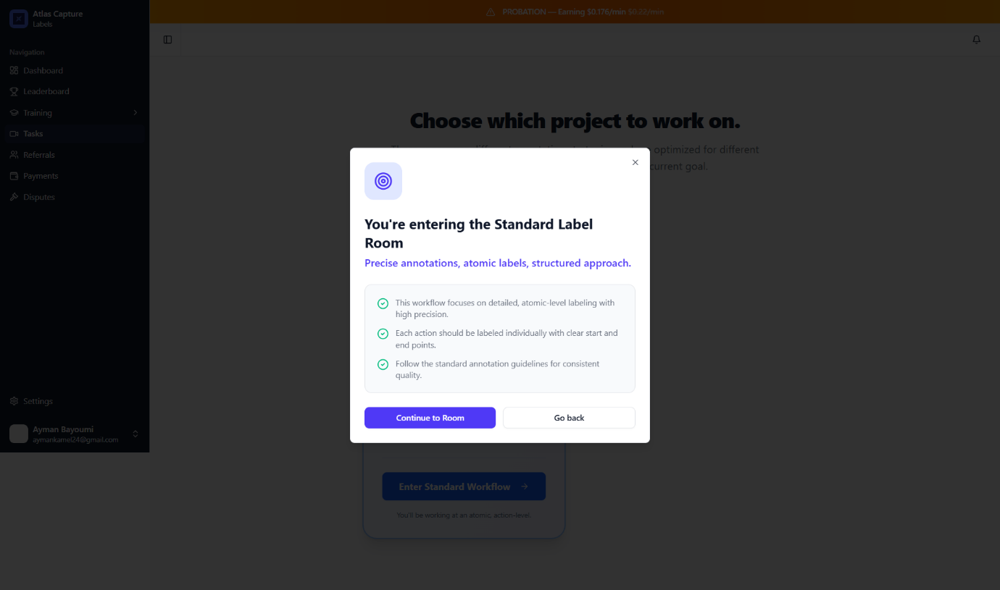 Atlas Capture
Labels
PROBATION — Earning $0.176/min $0.22/min
Navigation
Dashboard
Leaderboard
Training
Tasks
Referrals
Payments
Disputes
Settings
Ayman Bayoumi
aymankamel24@gmail.com
Choose which project to work on.
optimized for different
current goal.
You're entering the Standard Label
Room
Precise annotations, atomic labels, structured approach.
This workflow focuses on detailed, atomic-level labeling with
high precision.
Each action should be labeled individually with clear start and
end points.
Follow the standard annotation guidelines for consistent
quality.
Continue to Room
Go back
Enter Standard Workflow
You'll be working at an atomic, action-level.